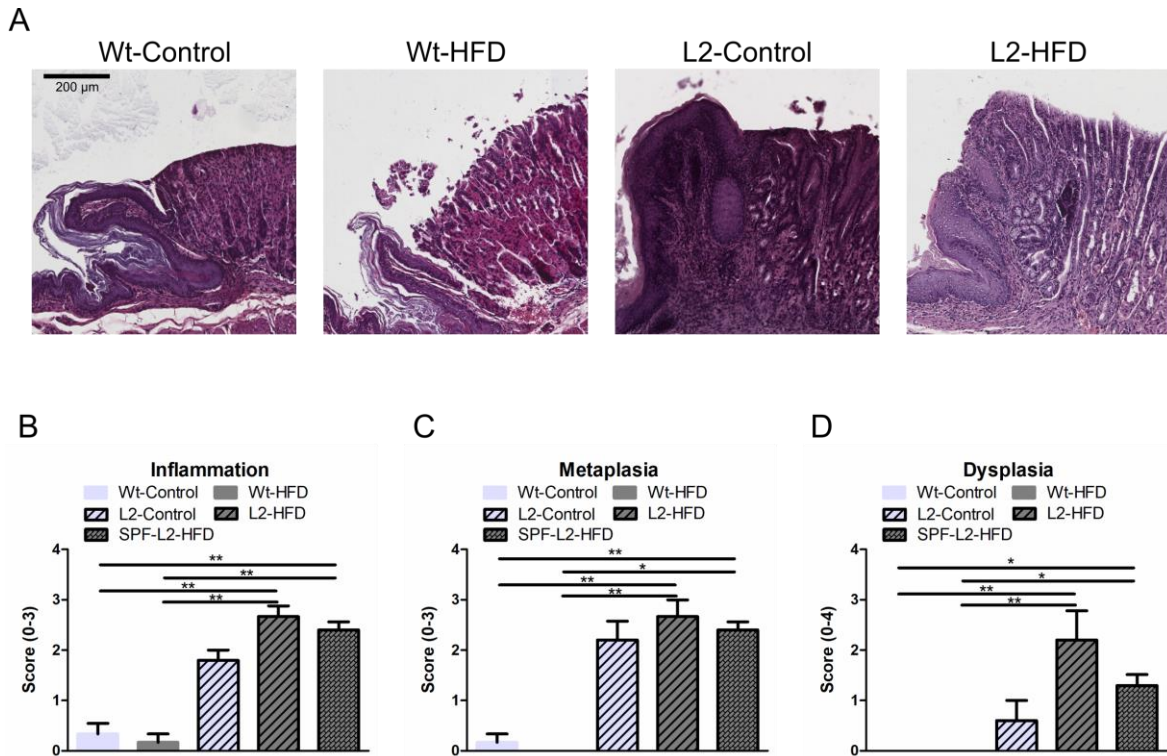 A
Wt-Control Wt-HFD L2-Control L2-HFD
200 µm
B C D
Inflammation
Wt-Control Wt-HFD
L2-Control L2-HFD
SPF-L2-HFD
Score (0-3)
4
3
2
1
0
**
**
**
**
Metaplasia
Wt-Control Wt-HFD
L2-Control L2-HFD
SPF-L2-HFD
Score (0-3)
4
3
2
1
0
**
*
**
**
Dysplasia
Wt-Control Wt-HFD
L2-Control L2-HFD
SPF-L2-HFD
Score (0-4)
4
3
2
1
0
*
*
**
**